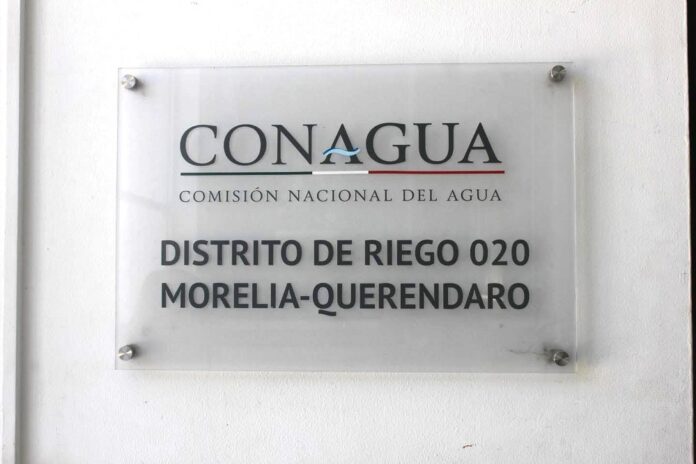 CONAGUA
COMISIÓN NACIONAL DEL AGUA
DISTRITO DE RIEGO 020
MORELIA-QUERENDARO